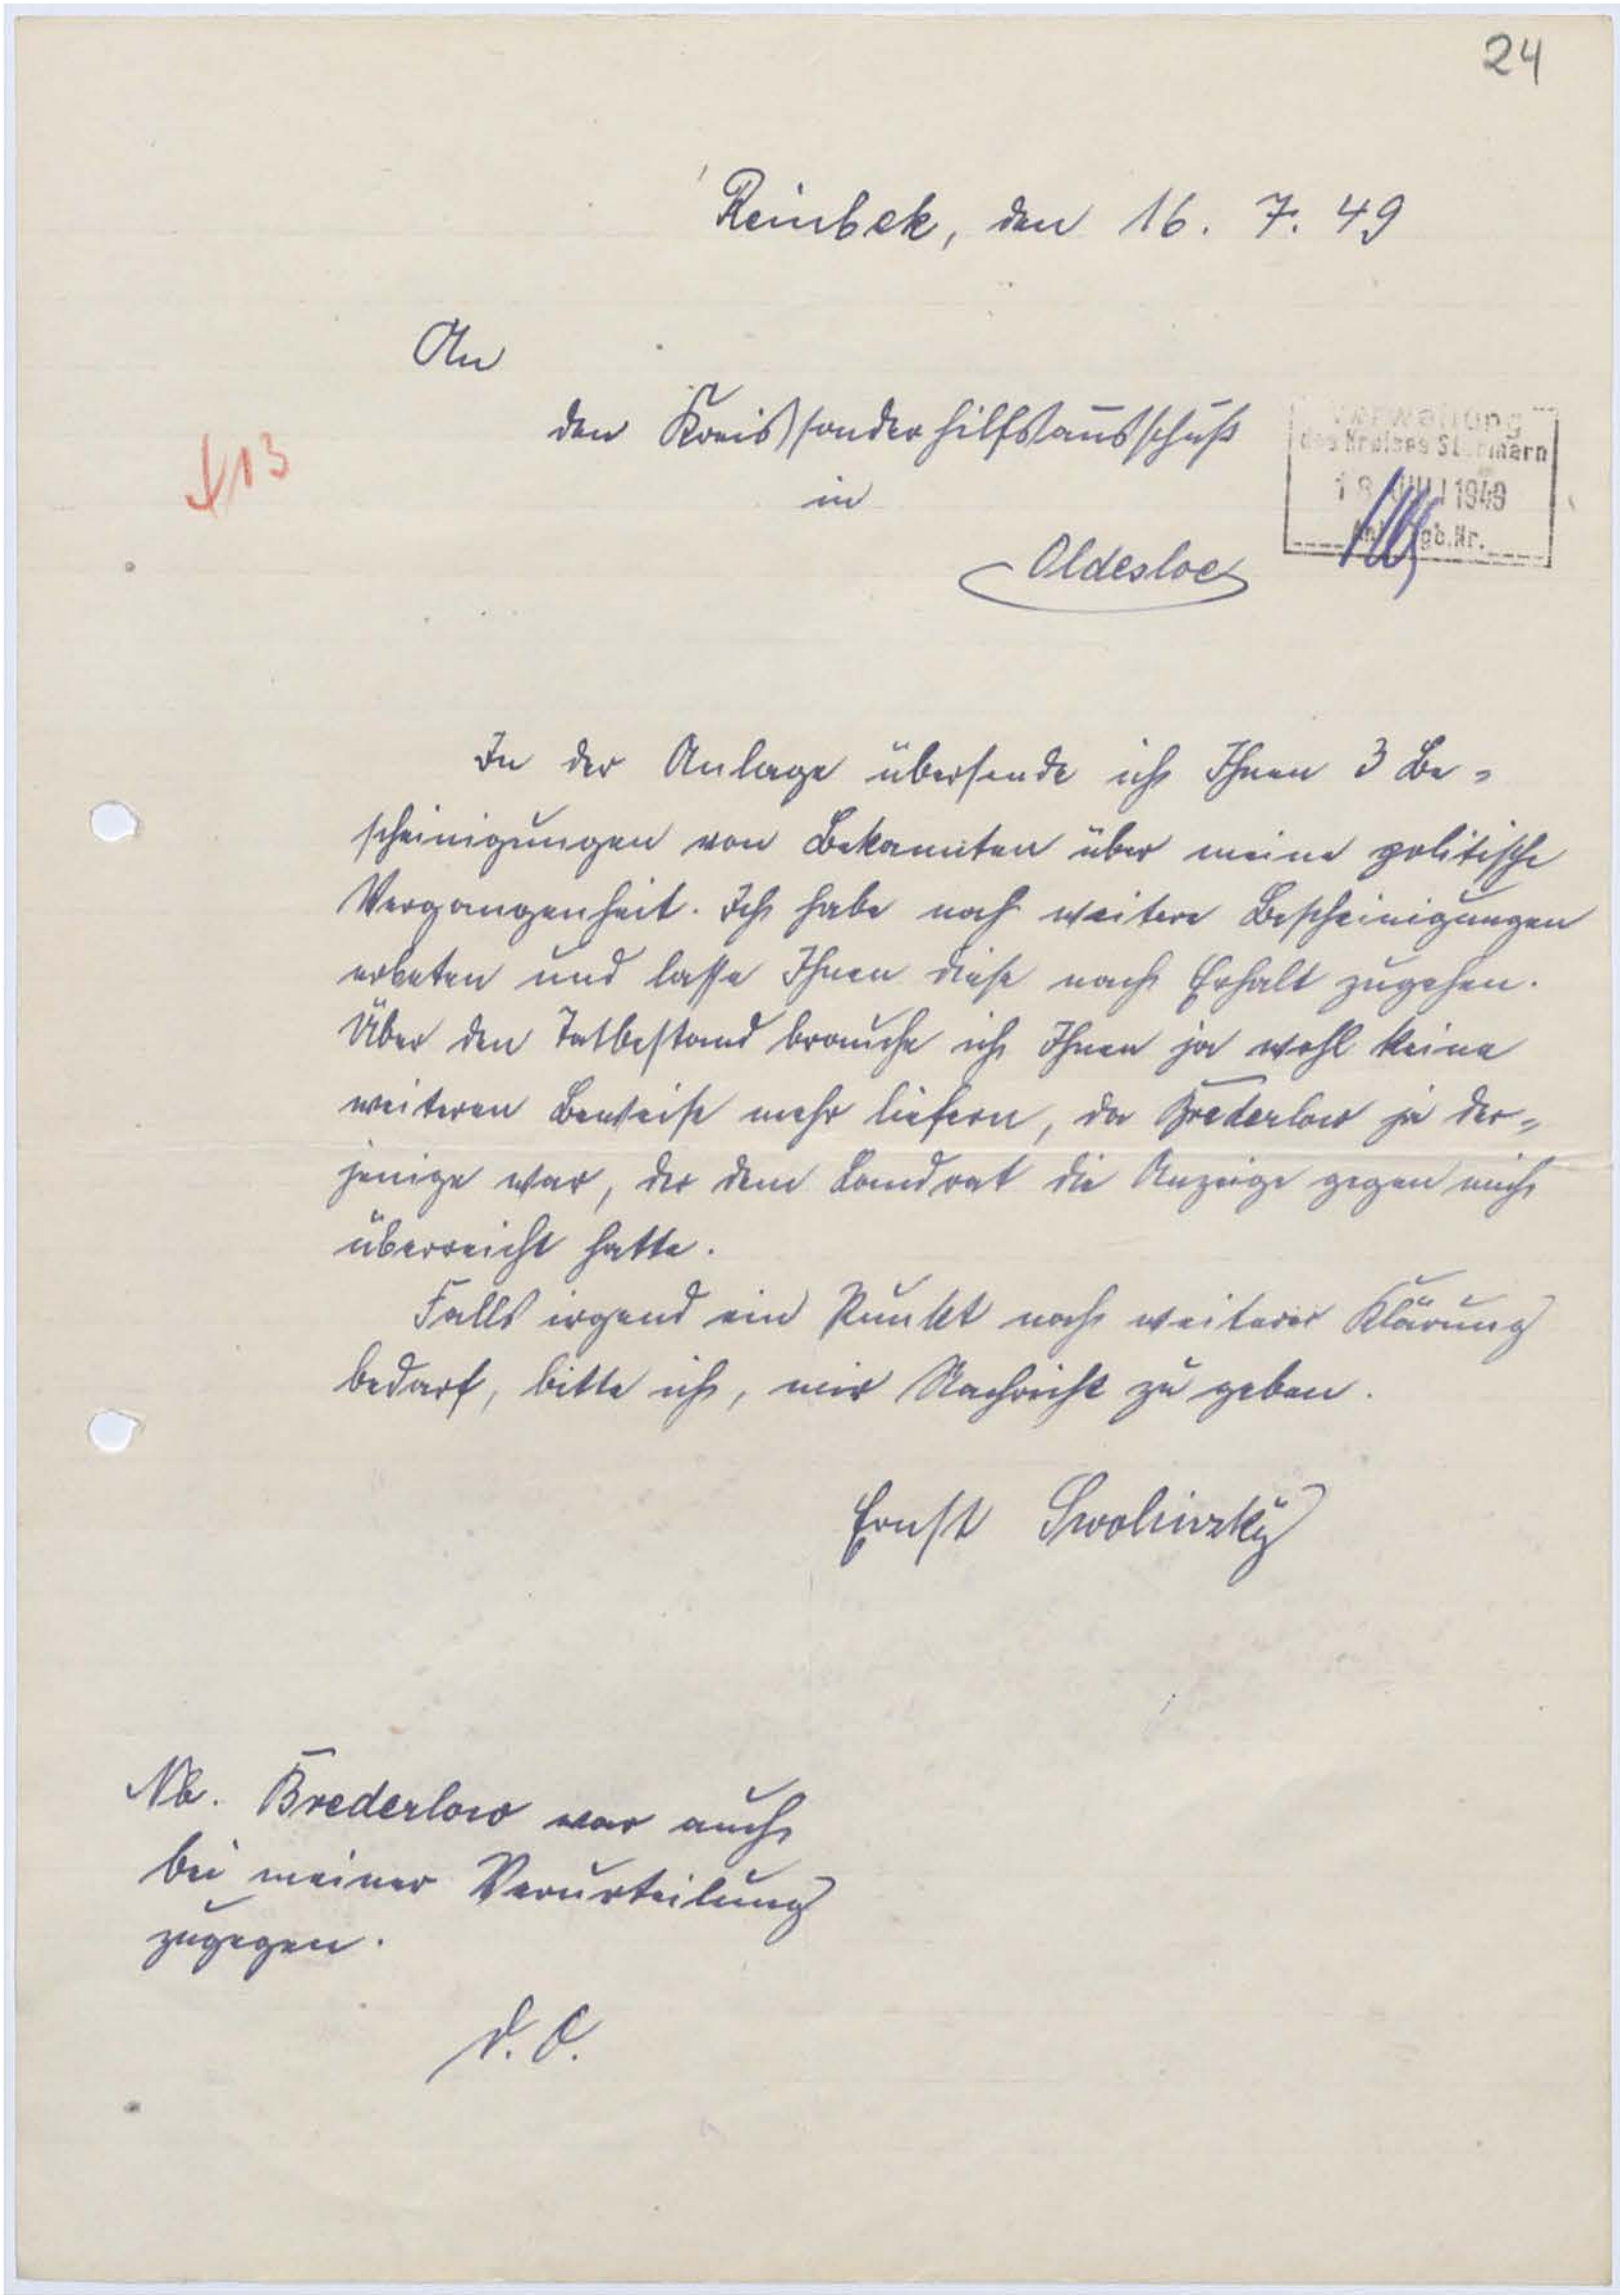 24
Reinbek, den 16. 7. 49
An
den Kreissonderhilfsausschuß
in
Oldesloe
Verwaltung
des Kreises Stormarn
18. JULI 1949
gb. Nr.
13
In der Anlage übersende ich Ihnen 3 Be-
scheinigungen von Bekannten über meine politische
Vergangenheit. Ich habe noch weitere Bescheinigungen
erbeten und lasse Ihnen diese nach Erhalt zugehen.
Über den Tatbestand brauche ich Ihnen ja wohl keine
weiteren Beweise mehr liefern, da Brederlow ja der-
jenige war, der dem Landrat die Anzeige gegen mich
überreicht hatte.
Falls irgend ein Punkt noch weiterer Klärung
bedarf, bitte ich, mir Nachricht zu geben.
Ernst
Nb. Brederlow war auch
bei meiner Verurteilung
zugegen.
D. O.